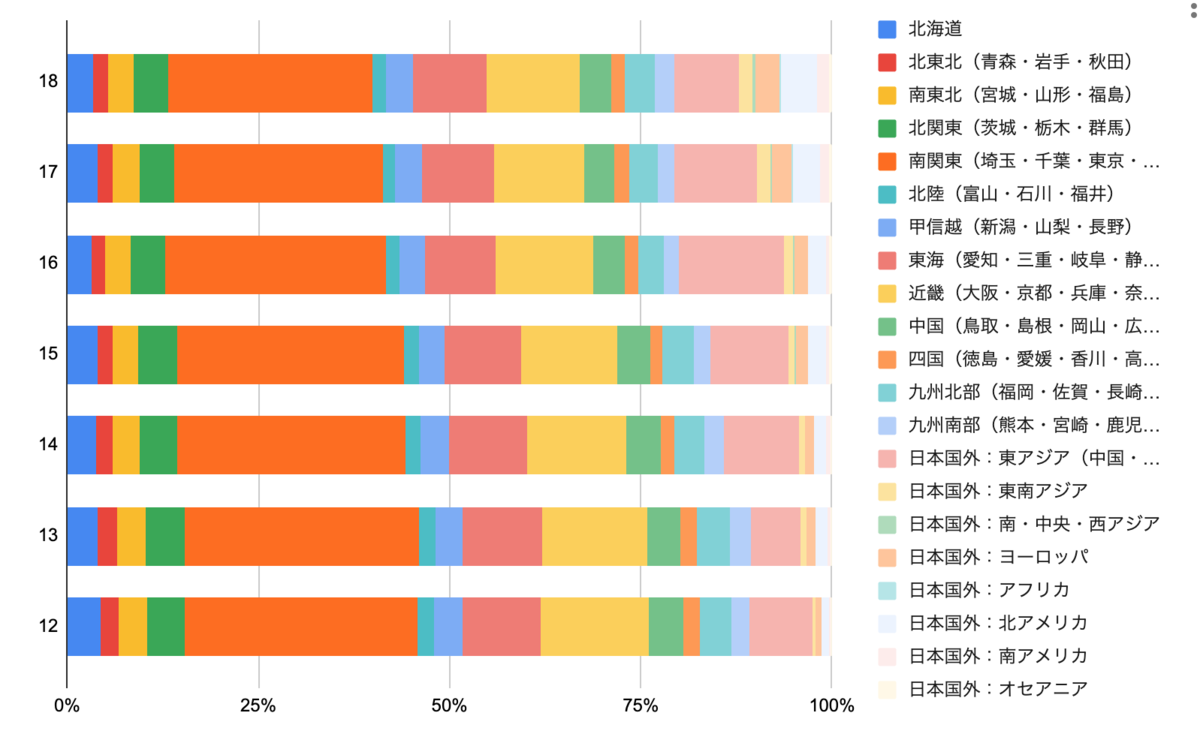 18
17
16
15
14
13
12
0%
25%
50%
75%
100%
北海道
北東北（青森・岩手・秋田）
南東北（宮城・山形・福島）
北関東（茨城・栃木・群馬）
南関東（埼玉・千葉・東京・…
北陸（富山・石川・福井）
甲信越（新潟・山梨・長野）
東海（愛知・三重・岐阜・静…
近畿（大阪・京都・兵庫・奈…
中国（鳥取・島根・岡山・広…
四国（徳島・愛媛・香川・高…
九州北部（福岡・佐賀・長崎…
九州南部（熊本・宮崎・鹿児…
日本国外：東アジア（中国・…
日本国外：東南アジア
日本国外：南・中央・西アジア
日本国外：ヨーロッパ
日本国外：アフリカ
日本国外：北アメリカ
日本国外：南アメリカ
日本国外：オセアニア